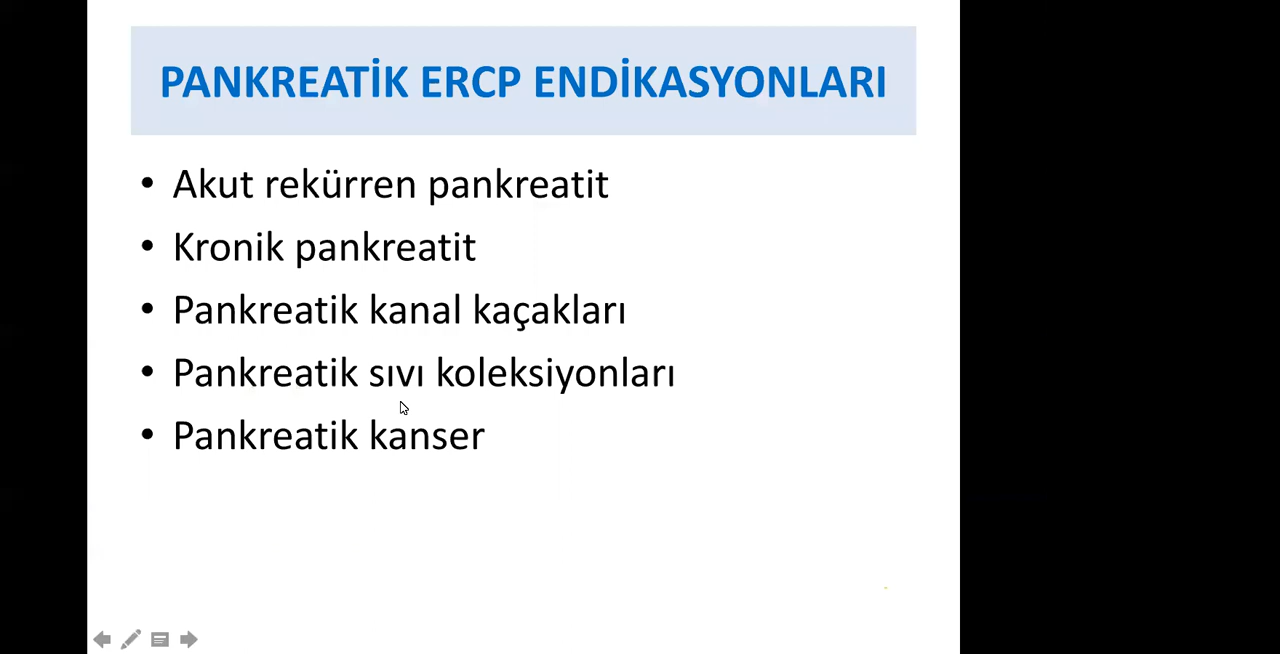 PANKREATİK ERCP ENDİKASYONLARI
• Akut rekürren pankreatit
• Kronik pankreatit
• Pankreatik kanal kaçakları
• Pankreatik sıvı koleksiyonları
• Pankreatik kanser